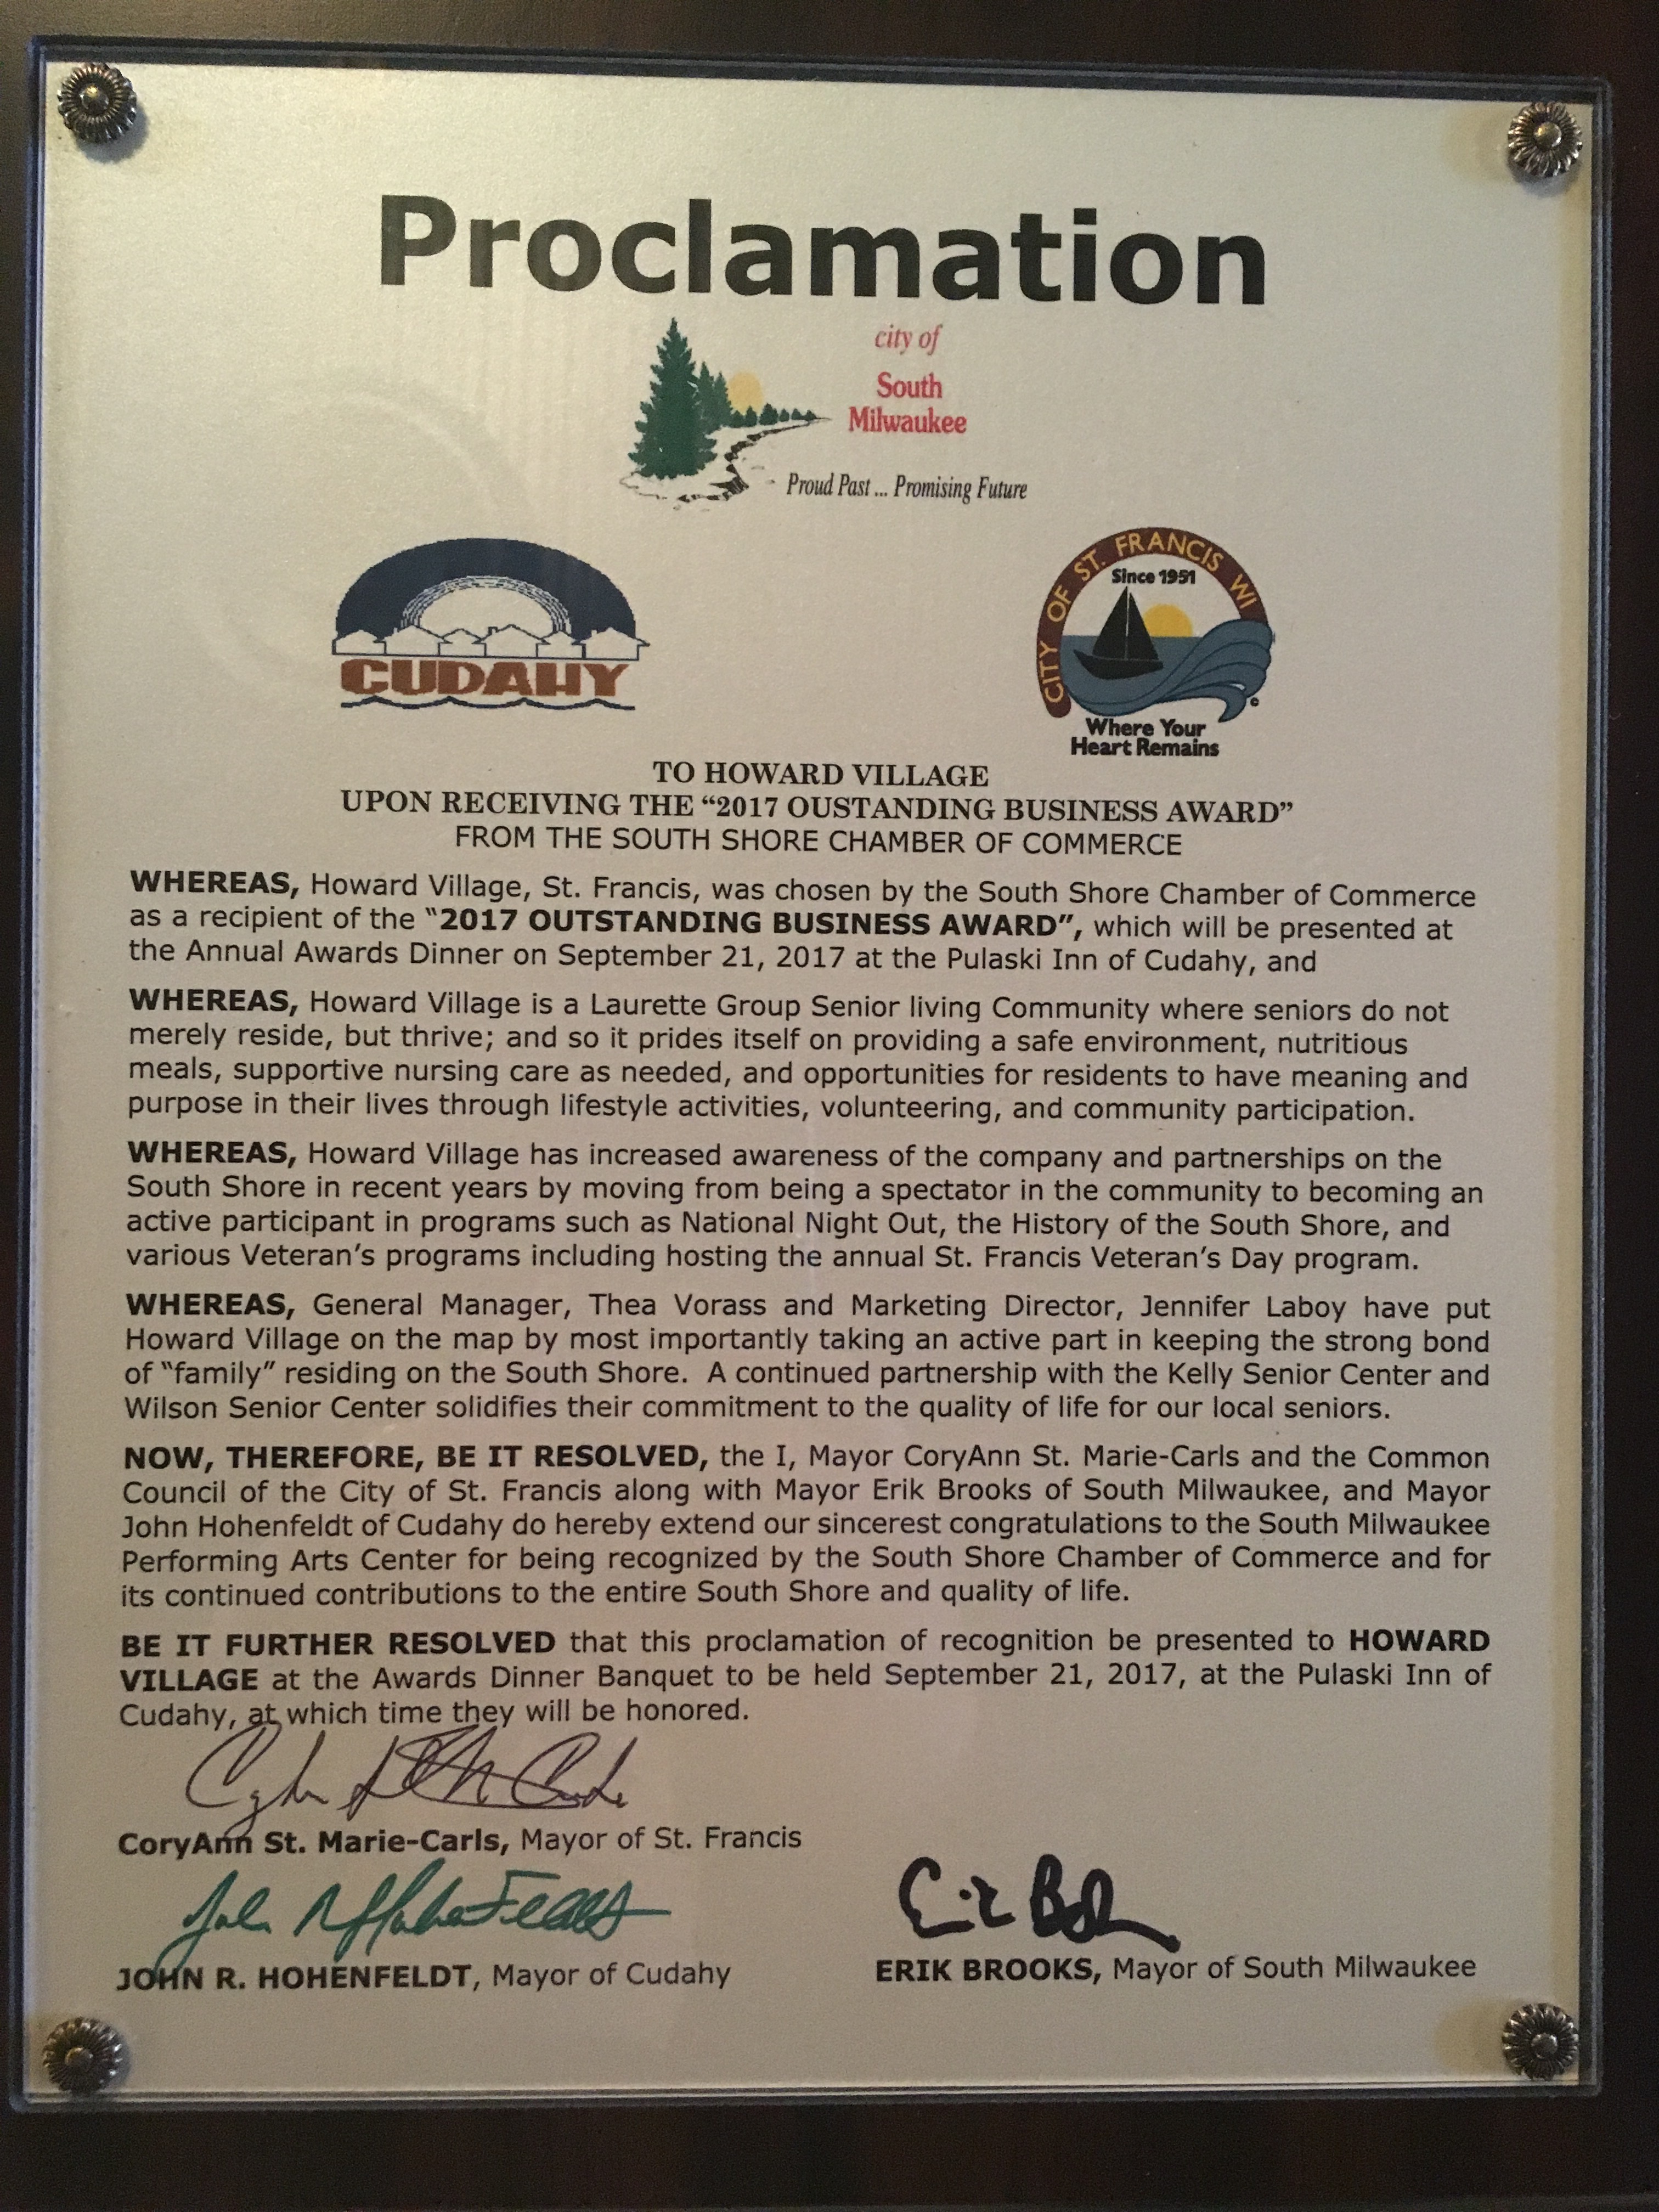 Proclamation
city of
South
Milwaukee
Proud Past ... Promising Future
CUDAHY
CITY OF ST. FRANCIS WI
Since 1951
Where Your
Heart Remains
TO HOWARD VILLAGE
UPON RECEIVING THE “2017 OUSTANDING BUSINESS AWARD”
FROM THE SOUTH SHORE CHAMBER OF COMMERCE
WHEREAS, Howard Village, St. Francis, was chosen by the South Shore Chamber of Commerce
as a recipient of the “2017 OUTSTANDING BUSINESS AWARD”, which will be presented at
the Annual Awards Dinner on September 21, 2017 at the Pulaski Inn of Cudahy, and
WHEREAS, Howard Village is a Laurette Group Senior living Community where seniors do not
merely reside, but thrive; and so it prides itself on providing a safe environment, nutritious
meals, supportive nursing care as needed, and opportunities for residents to have meaning and
purpose in their lives through lifestyle activities, volunteering, and community participation.
WHEREAS, Howard Village has increased awareness of the company and partnerships on the
South Shore in recent years by moving from being a spectator in the community to becoming an
active participant in programs such as National Night Out, the History of the South Shore, and
various Veteran’s programs including hosting the annual St. Francis Veteran’s Day program.
WHEREAS, General Manager, Thea Vorass and Marketing Director, Jennifer Laboy have put
Howard Village on the map by most importantly taking an active part in keeping the strong bond
of “family” residing on the South Shore. A continued partnership with the Kelly Senior Center and
Wilson Senior Center solidifies their commitment to the quality of life for our local seniors.
NOW, THEREFORE, BE IT RESOLVED, the I, Mayor CoryAnn St. Marie-Carls and the Common
Council of the City of St. Francis along with Mayor Erik Brooks of South Milwaukee, and Mayor
John Hohenfeldt of Cudahy do hereby extend our sincerest congratulations to the South Milwaukee
Performing Arts Center for being recognized by the South Shore Chamber of Commerce and for
its continued contributions to the entire South Shore and quality of life.
BE IT FURTHER RESOLVED that this proclamation of recognition be presented to HOWARD
VILLAGE at the Awards Dinner Banquet to be held September 21, 2017, at the Pulaski Inn of
Cudahy, at which time they will be honored.
CoryAnn St. Marie-Carls, Mayor of St. Francis
JOHN R. HOHENFELDT, Mayor of Cudahy
ERIK BROOKS, Mayor of South Milwaukee